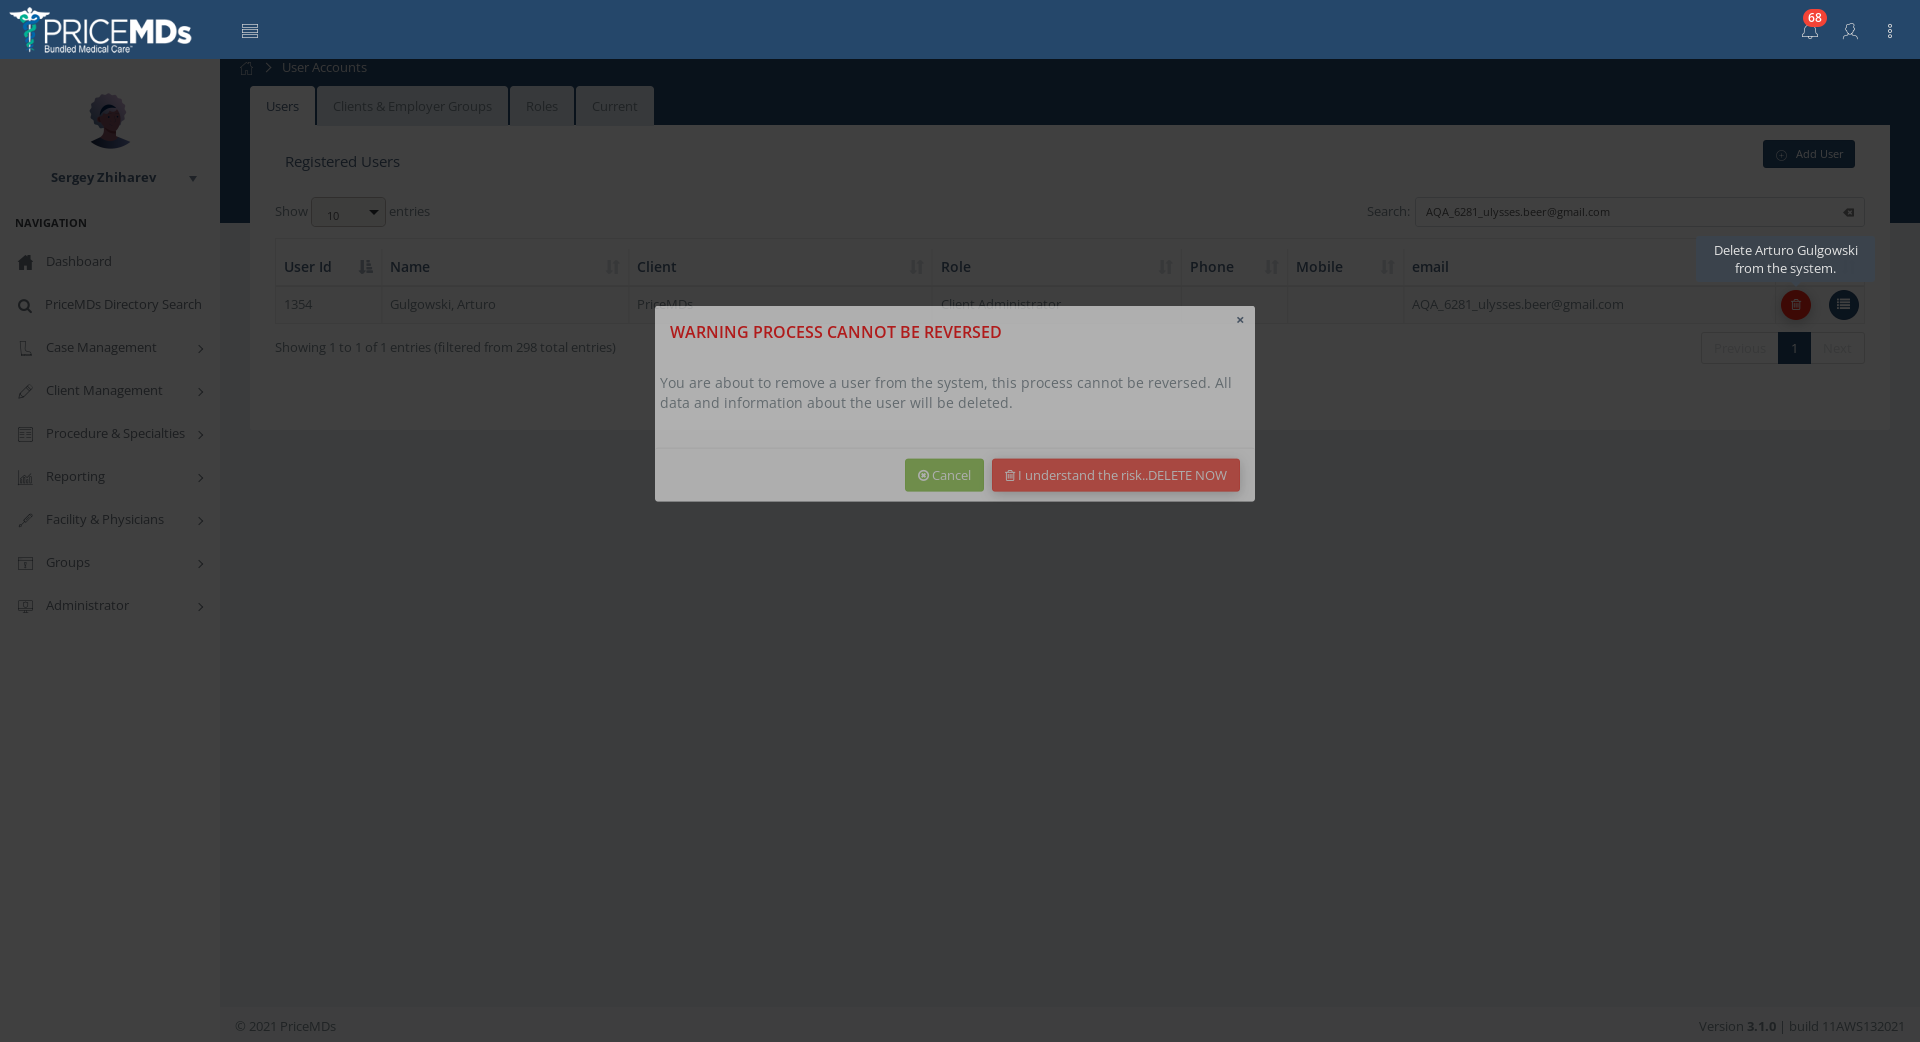 PRICEMDs
Bundled Medical Care
68
User Accounts
Users
Clients & Employer Groups
Roles
Current
Sergey Zhiharev
NAVIGATION
Dashboard
PriceMDs Directory Search
Case Management
Client Management
Procedure & Specialties
Reporting
Facility & Physicians
Groups
Administrator
Registered Users
Add User
Show 10 entries
Search: AQA_6281_ulysses.beer@gmail.com
Delete Arturo Gulgowski
from the system.
User Id Name Client Role Phone Mobile email
1354 Gulgowski, Arturo PriceMDs Client Administrator AQA_6281_ulysses.beer@gmail.com
Showing 1 to 1 of 1 entries (filtered from 298 total entries)
Previous 1 Next
×
WARNING PROCESS CANNOT BE REVERSED
You are about to remove a user from the system, this process cannot be reversed. All
data and information about the user will be deleted.
Cancel
I understand the risk..DELETE NOW
© 2021 PriceMDs
Version 3.1.0 | build 11AWS132021